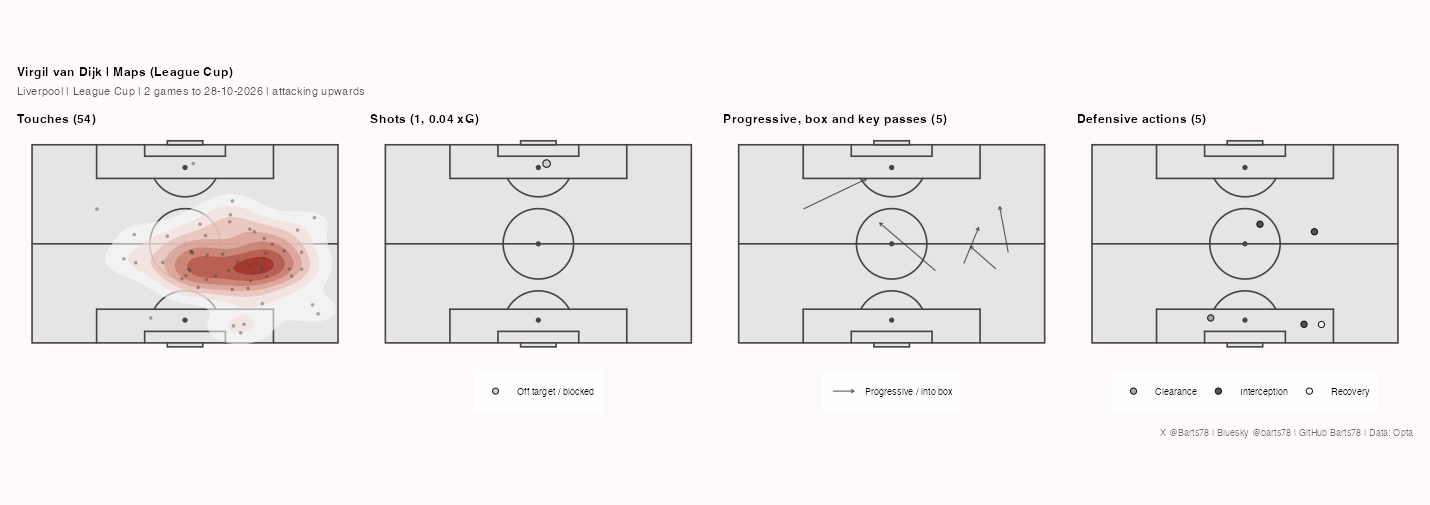 Virgil van Dijk | Maps (League Cup)
Liverpool | League Cup | 2 games to 28-10-2026 | attacking upwards
Touches (54)
Shots (1, 0.04 xG)
Progressive, box and key passes (5)
Defensive actions (5)
Off target / blocked
Progressive / into box
Clearance
Interception
Recovery
X @Barts78 | Bluesky @barts78 | GitHub Barts78 | Data: Opta